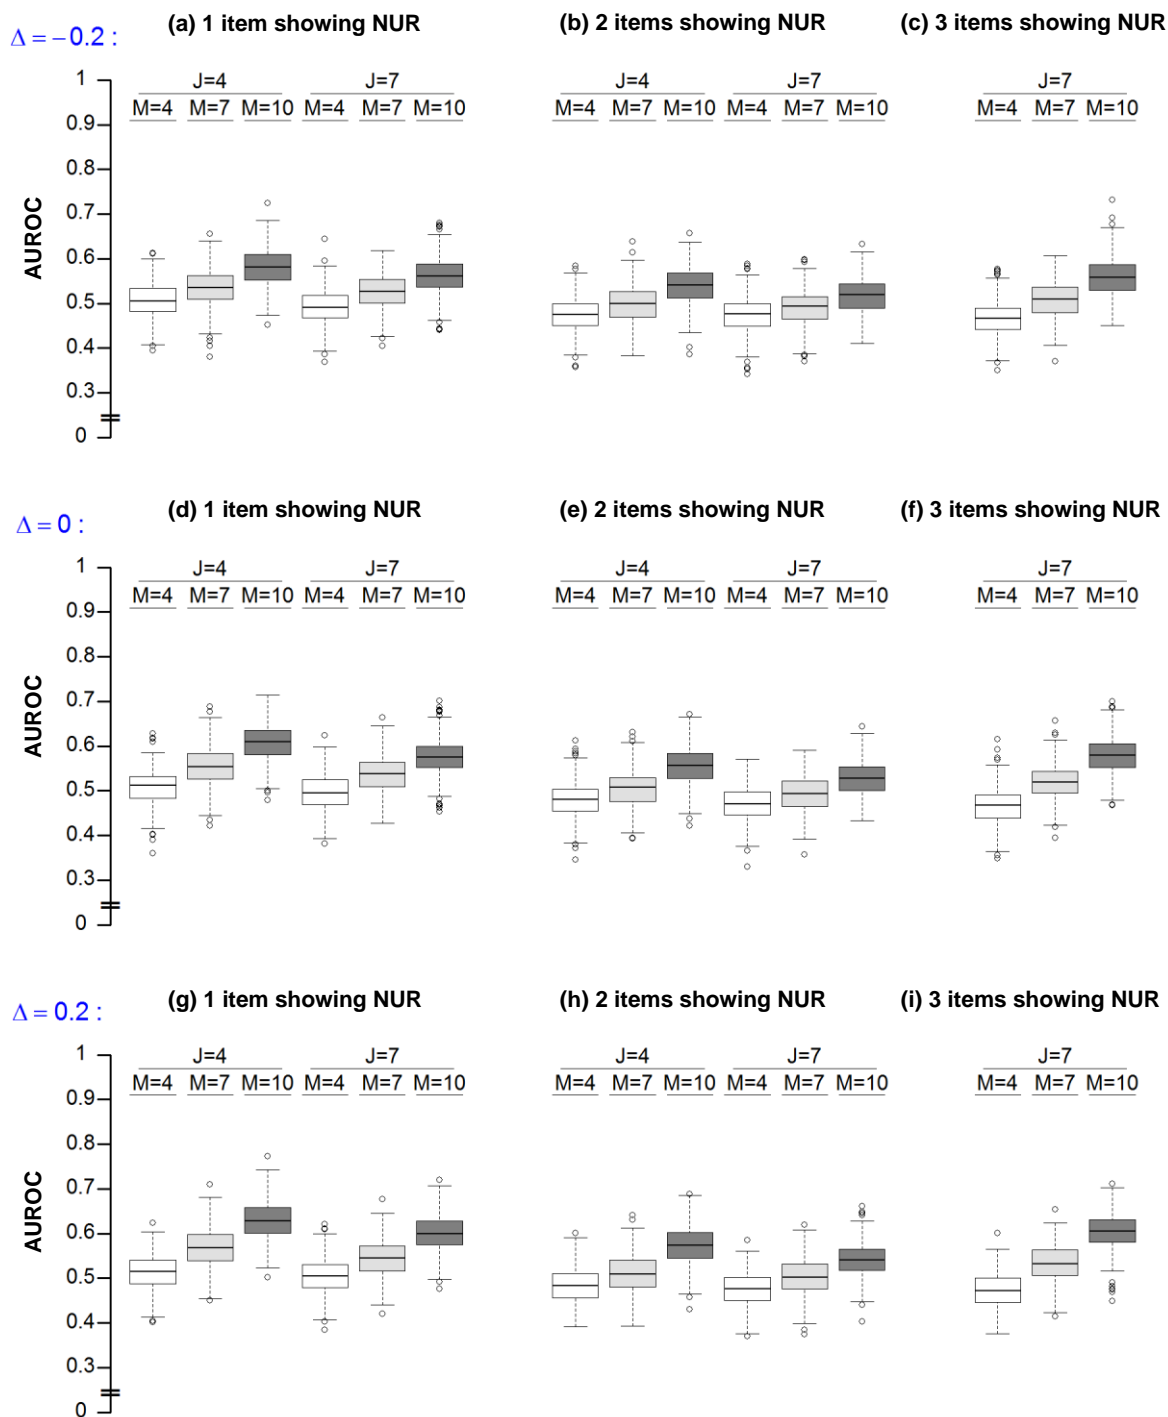 Δ = −0.2 :
(a) 1 item showing NUR
(b) 2 items showing NUR
(c) 3 items showing NUR
J=4 J=7
M=4 M=7 M=10 M=4 M=7 M=10
J=4 J=7
M=4 M=7 M=10 M=4 M=7 M=10
J=7
M=4 M=7 M=10
AUROC
1
0.9
0.8
0.7
0.6
0.5
0.4
0.3
0
Δ = 0 :
(d) 1 item showing NUR
(e) 2 items showing NUR
(f) 3 items showing NUR
J=4 J=7
M=4 M=7 M=10 M=4 M=7 M=10
J=4 J=7
M=4 M=7 M=10 M=4 M=7 M=10
J=7
M=4 M=7 M=10
AUROC
1
0.9
0.8
0.7
0.6
0.5
0.4
0.3
0
Δ = 0.2 :
(g) 1 item showing NUR
(h) 2 items showing NUR
(i) 3 items showing NUR
J=4 J=7
M=4 M=7 M=10 M=4 M=7 M=10
J=4 J=7
M=4 M=7 M=10 M=4 M=7 M=10
J=7
M=4 M=7 M=10
AUROC
1
0.9
0.8
0.7
0.6
0.5
0.4
0.3
0